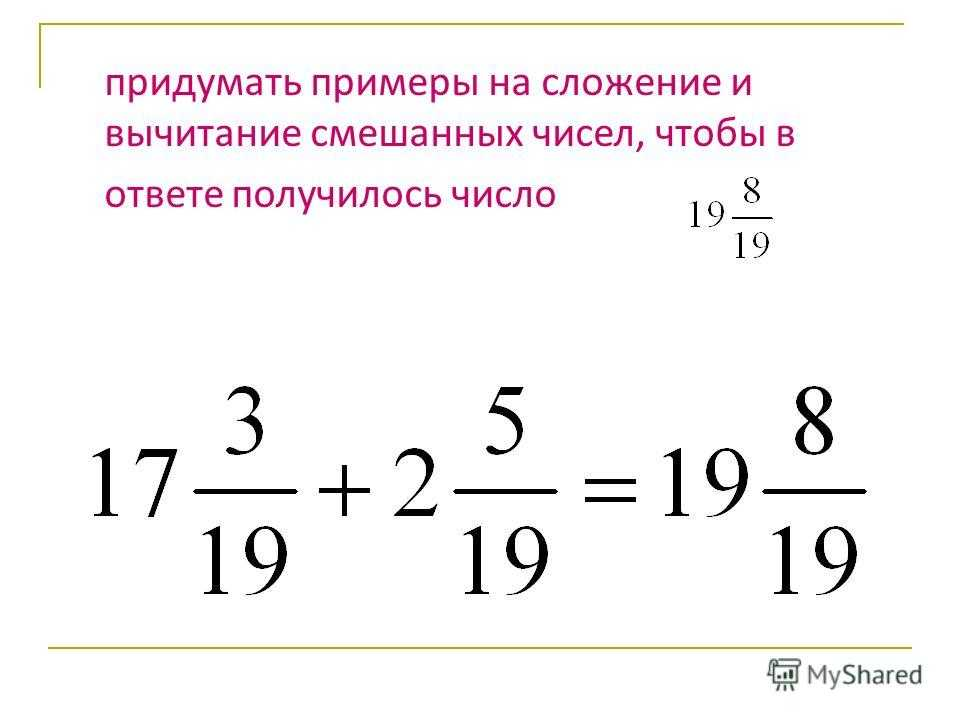 придумать примеры на сложение и
вычитание смешанных чисел, чтобы в
ответе получилось число 19 8/19
17 3/19 + 2 5/19 = 19 8/19
MyShared